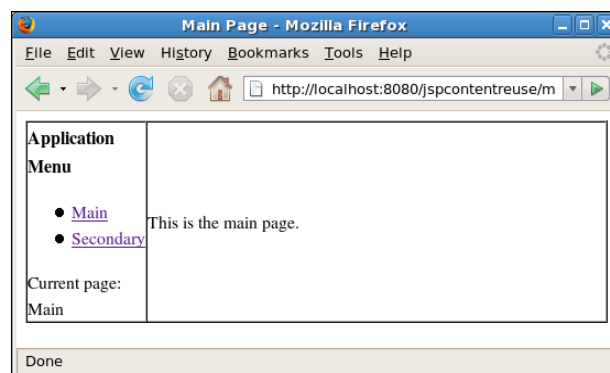 Main Page - Mozilla Firefox
File Edit View History Bookmarks Tools Help
http://localhost:8080/jspcontentreuse/m
Application
Menu
Main
Secondary
This is the main page.
Current page:
Main
Done